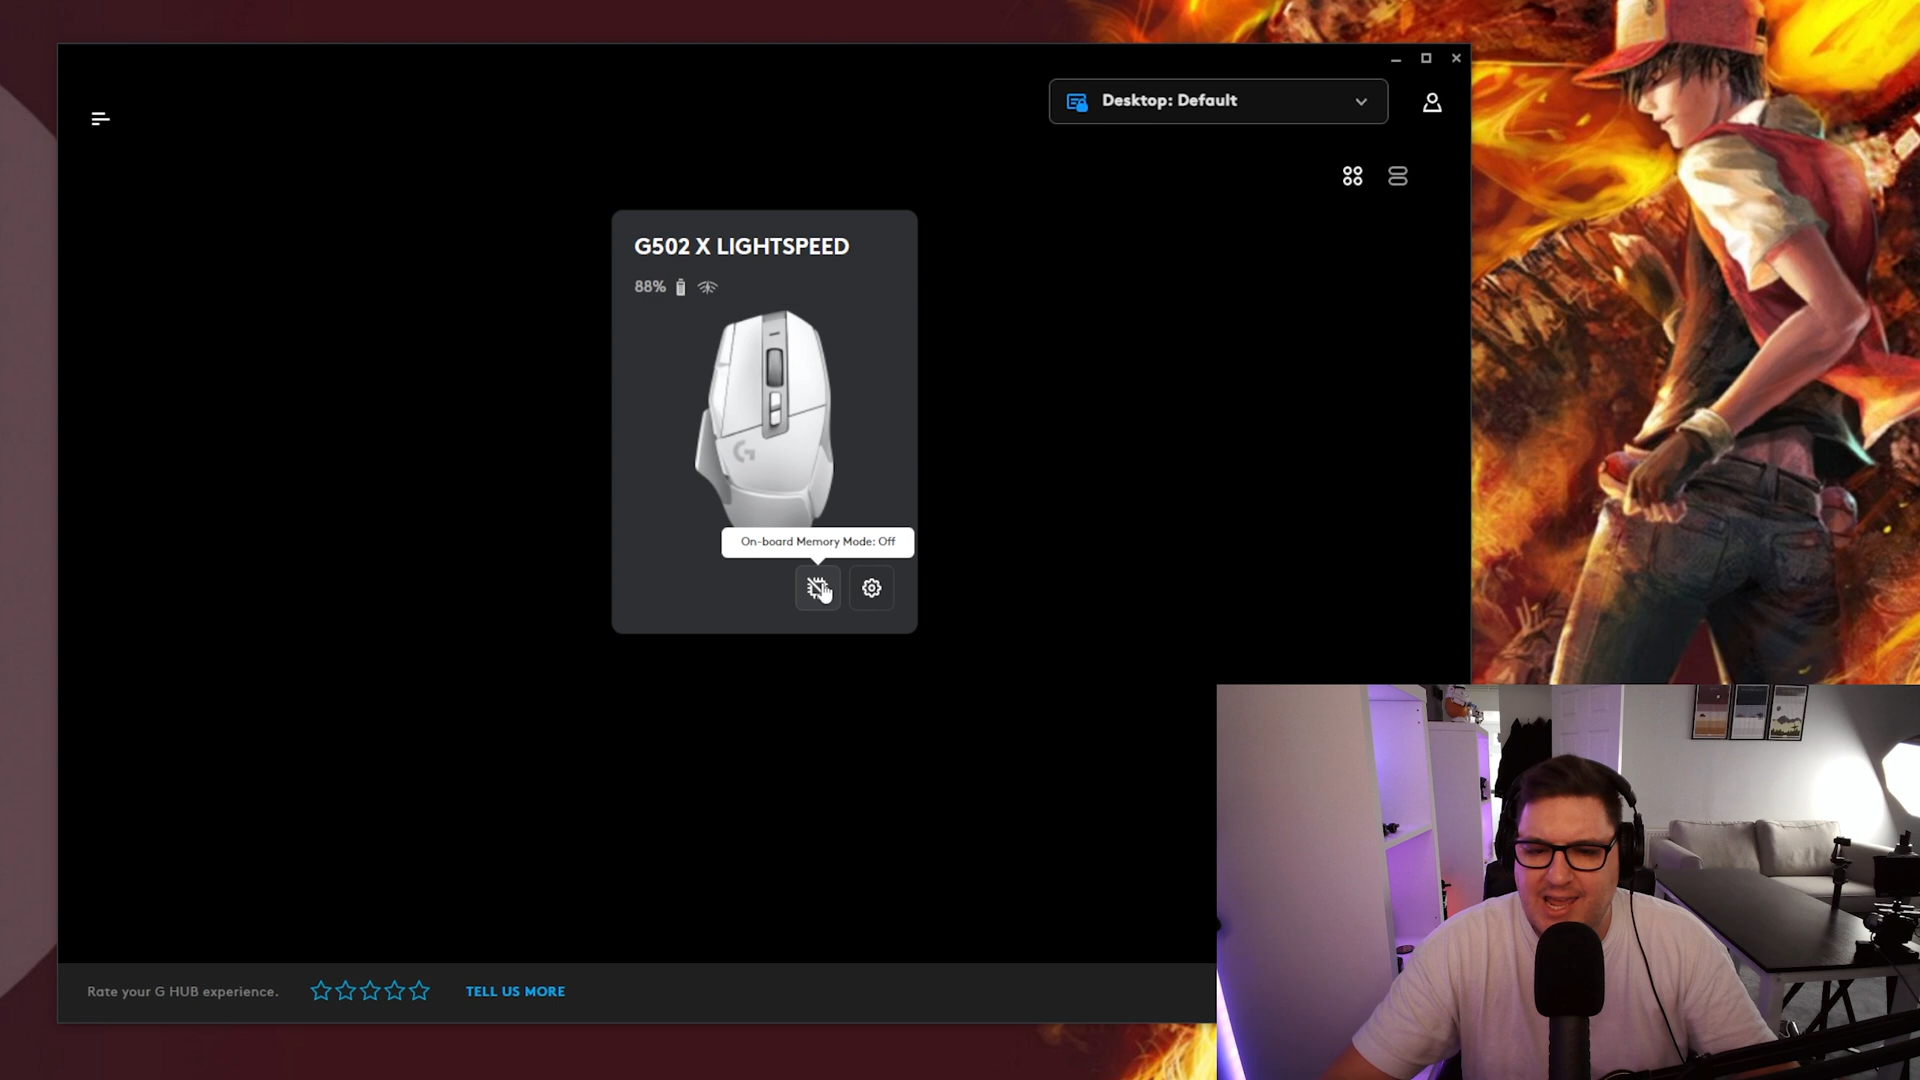 Desktop: Default
G502 X LIGHTSPEED
88%
On-board Memory Mode: Off
Rate your G HUB experience.
TELL US MORE